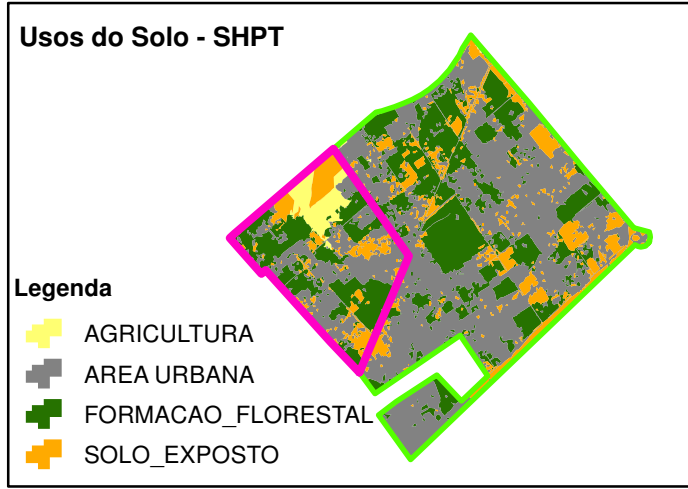 Usos do Solo - SHPT
Legenda
AGRICULTURA
AREA URBANA
FORMACAO_FLORESTAL
SOLO_EXPOSTO